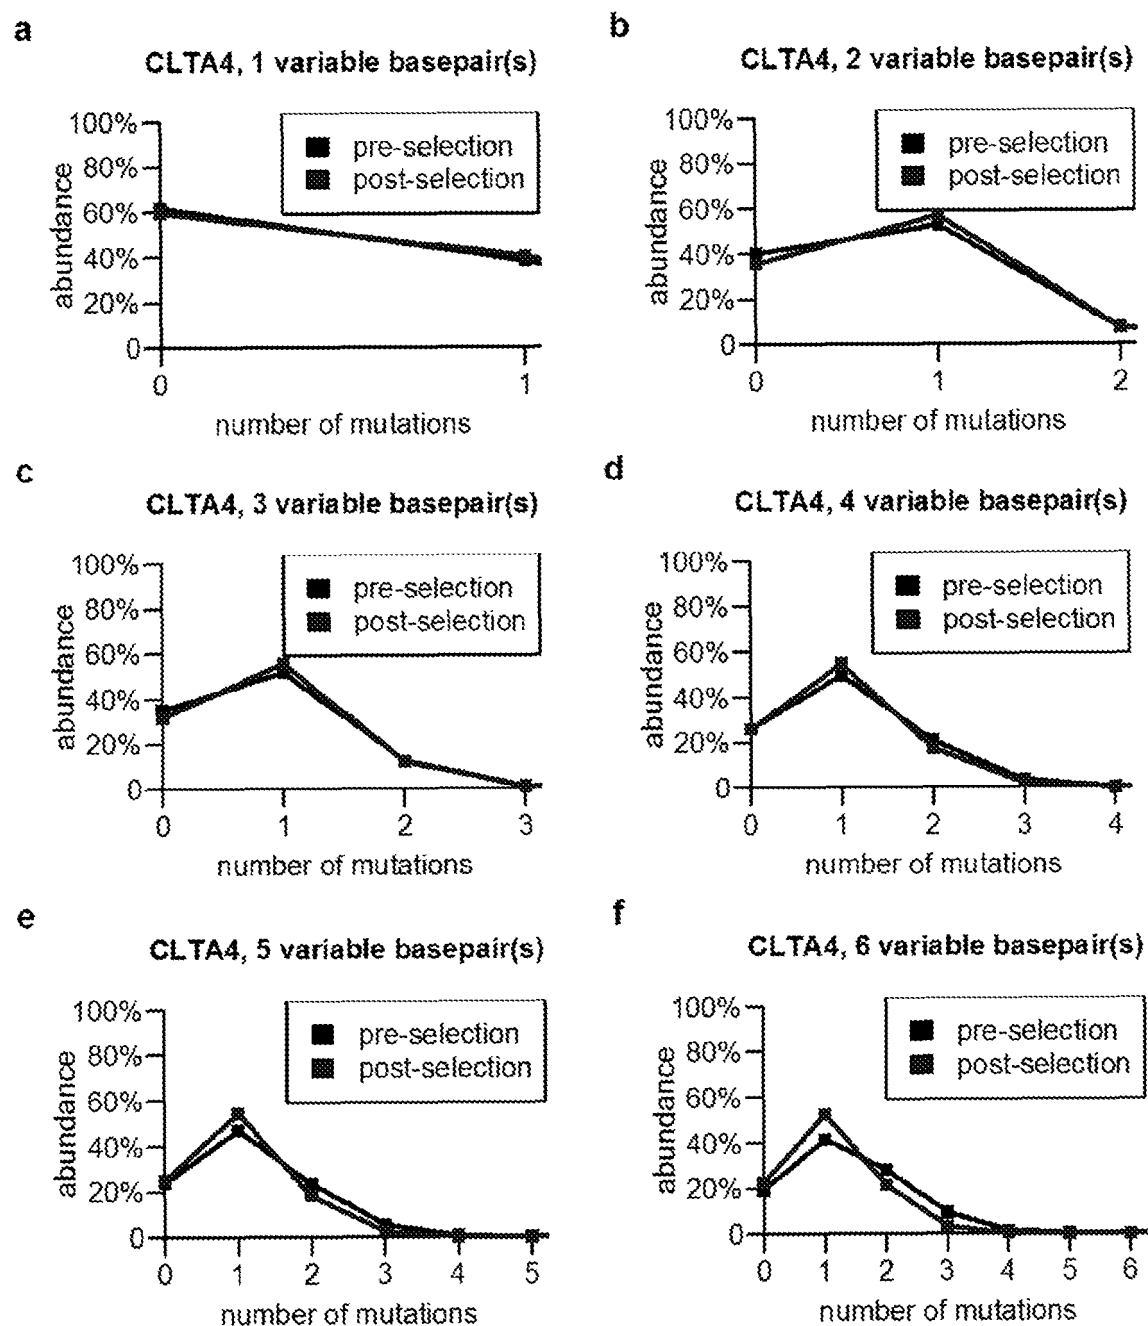 a
CLTA4, 1 variable basepair(s)
100%
80%
60%
40%
20%
0
abundance
pre-selection
post-selection
0 1
number of mutations
b
CLTA4, 2 variable basepair(s)
100%
80%
60%
40%
20%
0
abundance
pre-selection
post-selection
0 1 2
number of mutations
c
CLTA4, 3 variable basepair(s)
100%
80%
60%
40%
20%
0
abundance
pre-selection
post-selection
0 1 2 3
number of mutations
d
CLTA4, 4 variable basepair(s)
100%
80%
60%
40%
20%
0
abundance
pre-selection
post-selection
0 1 2 3 4
number of mutations
e
CLTA4, 5 variable basepair(s)
100%
80%
60%
40%
20%
0
abundance
pre-selection
post-selection
0 1 2 3 4 5
number of mutations
f
CLTA4, 6 variable basepair(s)
100%
80%
60%
40%
20%
0
abundance
pre-selection
post-selection
0 1 2 3 4 5 6
number of mutations